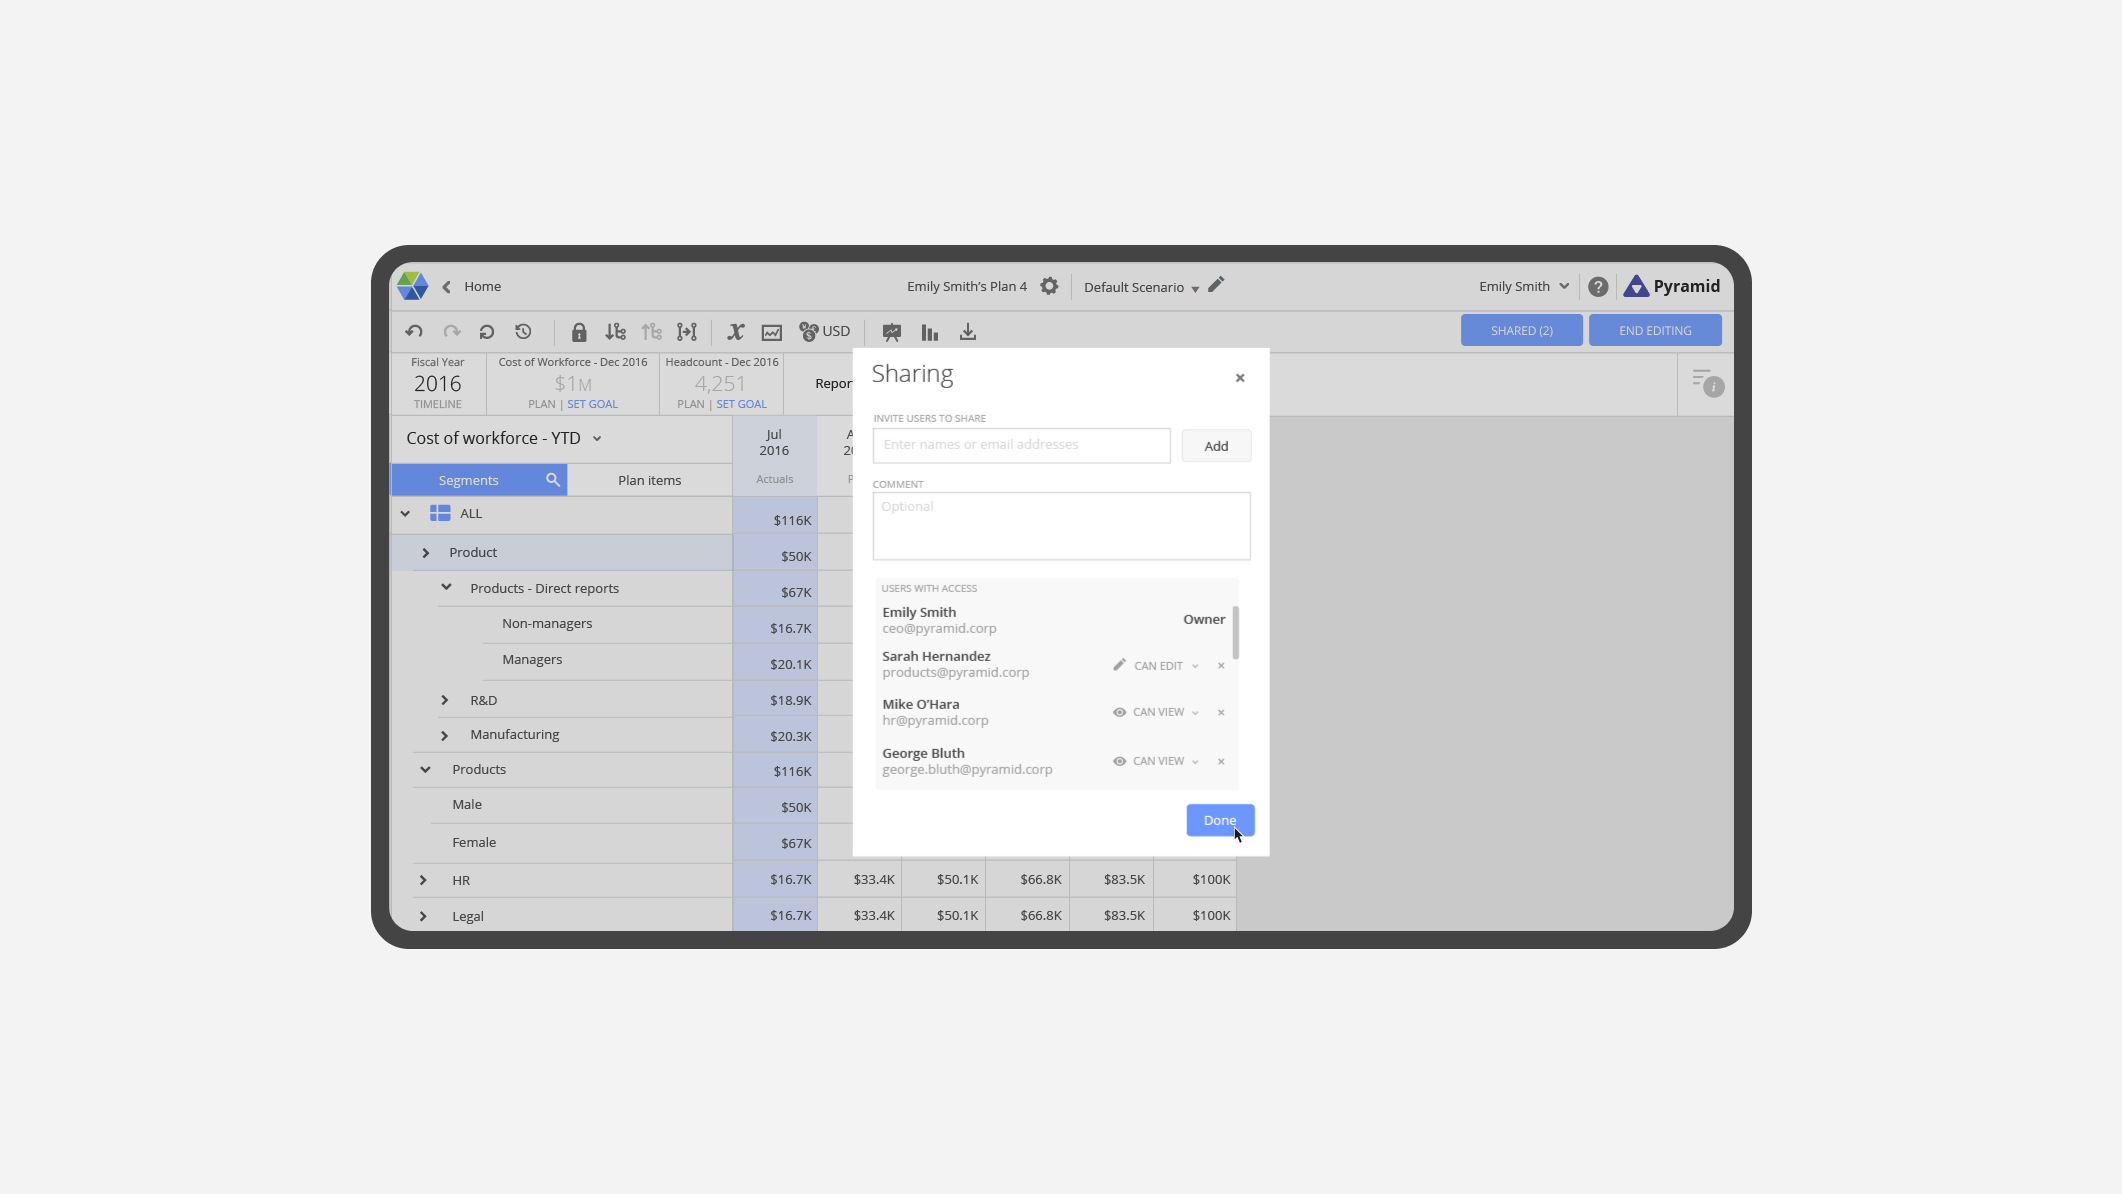 Home
Emily Smith's Plan 4
Default Scenario
Emily Smith
?
Pyramid
USD
SHARED (2)
END EDITING
Fiscal Year
2016
TIMELINE
Cost of Workforce - Dec 2016
$1M
PLAN | SET GOAL
Headcount - Dec 2016
4,251
PLAN | SET GOAL
Repor
i
Cost of workforce - YTD
Jul
2016
Actuals
A
20
P
Segments
Plan items
ALL
$116K
Product
$50K
Products - Direct reports
$67K
Non-managers
$16.7K
Managers
$20.1K
R&D
$18.9K
Manufacturing
$20.3K
Products
$116K
Male
$50K
Female
$67K
HR
$16.7K $33.4K $50.1K $66.8K $83.5K $100K
Legal
$16.7K $33.4K $50.1K $66.8K $83.5K $100K
Sharing
INVITE USERS TO SHARE
Enter names or email addresses
Add
COMMENT
Optional
USERS WITH ACCESS
Emily Smith
ceo@pyramid.corp
Owner
Sarah Hernandez
products@pyramid.corp
CAN EDIT
Mike O'Hara
hr@pyramid.corp
CAN VIEW
George Bluth
george.bluth@pyramid.corp
CAN VIEW
Done